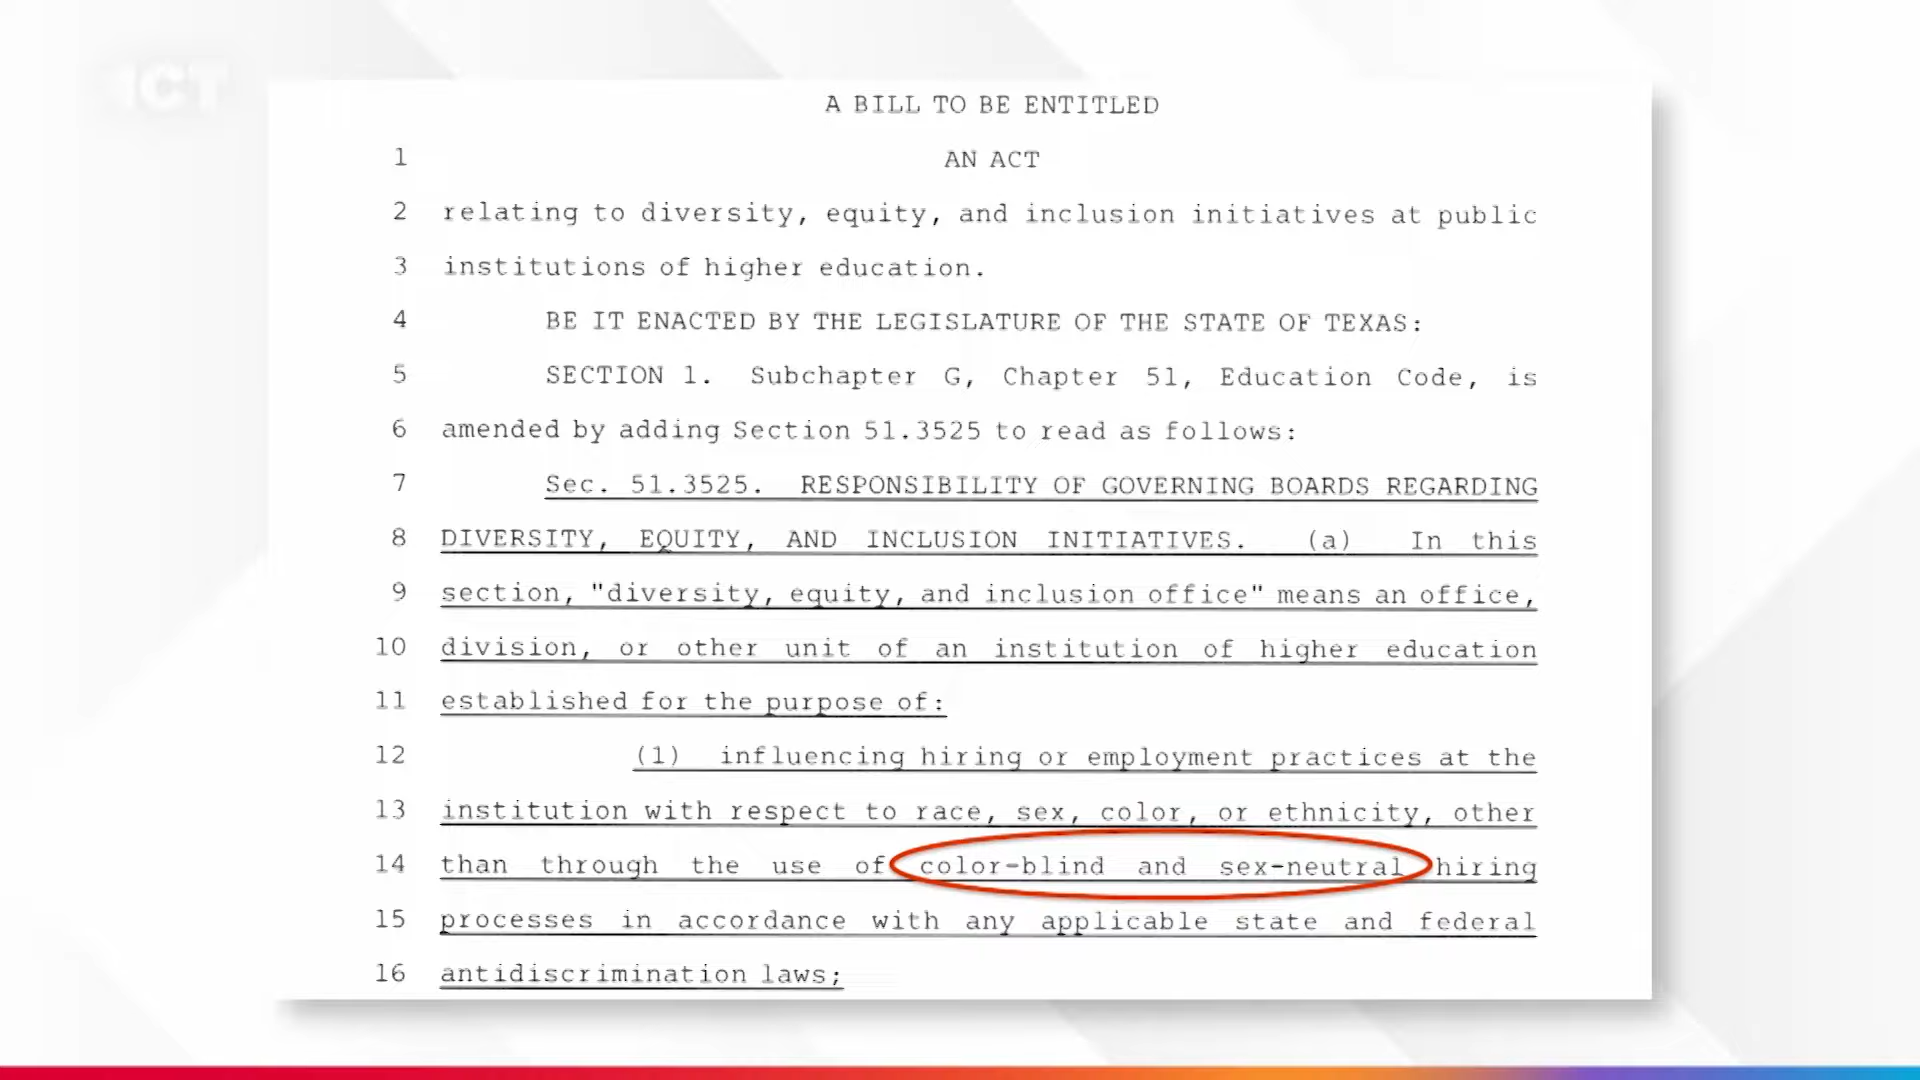 ICT
A BILL TO BE ENTITLED
1 AN ACT
2 relating to diversity, equity, and inclusion initiatives at public
3 institutions of higher education.
4 BE IT ENACTED BY THE LEGISLATURE OF THE STATE OF TEXAS:
5 SECTION 1. Subchapter G, Chapter 51, Education Code, is
6 amended by adding Section 51.3525 to read as follows:
7 Sec. 51.3525. RESPONSIBILITY OF GOVERNING BOARDS REGARDING
8 DIVERSITY, EQUITY, AND INCLUSION INITIATIVES. (a) In this
9 section, "diversity, equity, and inclusion office" means an office,
10 division, or other unit of an institution of higher education
11 established for the purpose of:
12 (1) influencing hiring or employment practices at the
13 institution with respect to race, sex, color, or ethnicity, other
14 than through the use of color-blind and sex-neutral hiring
15 processes in accordance with any applicable state and federal
16 antidiscrimination laws;